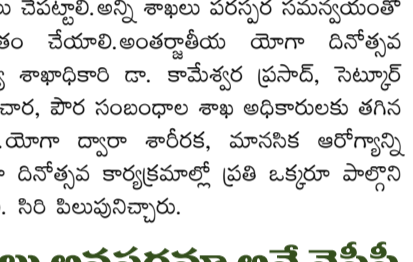 చేపట్టాలి.అన్ని శాఖలు పరస్పర సమన్వయంతో
చేయాలి.అంతర్జాతీయ యోగా దినోత్సవ
శాఖాధికారి డా. కామేశ్వర ప్రసాద్, సెట్కూర్
పౌర సంబంధాల శాఖ అధికారులకు తగిన
.యోగా ద్వారా శారీరక, మానసిక ఆరోగ్యాన్ని
దినోత్సవ కార్యక్రమాల్లో ప్రతి ఒక్కరూ పాల్గొని
. సిరి పిలుపునిచ్చారు.